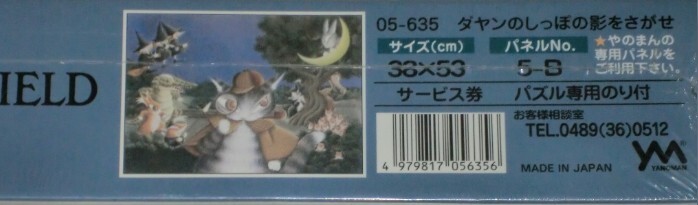 IELD
05-635 ダヤンのしっぽの影をさがせ
サイズ(cm) パネルNo. ★やのまんの
38×53 5-B 専用パネルを
ご利用下さい。
サービス券 パズル専用のり付
お客様相談室
TEL.0489(36)0512
4 979817 056356
MADE IN JAPAN
YANOMAN